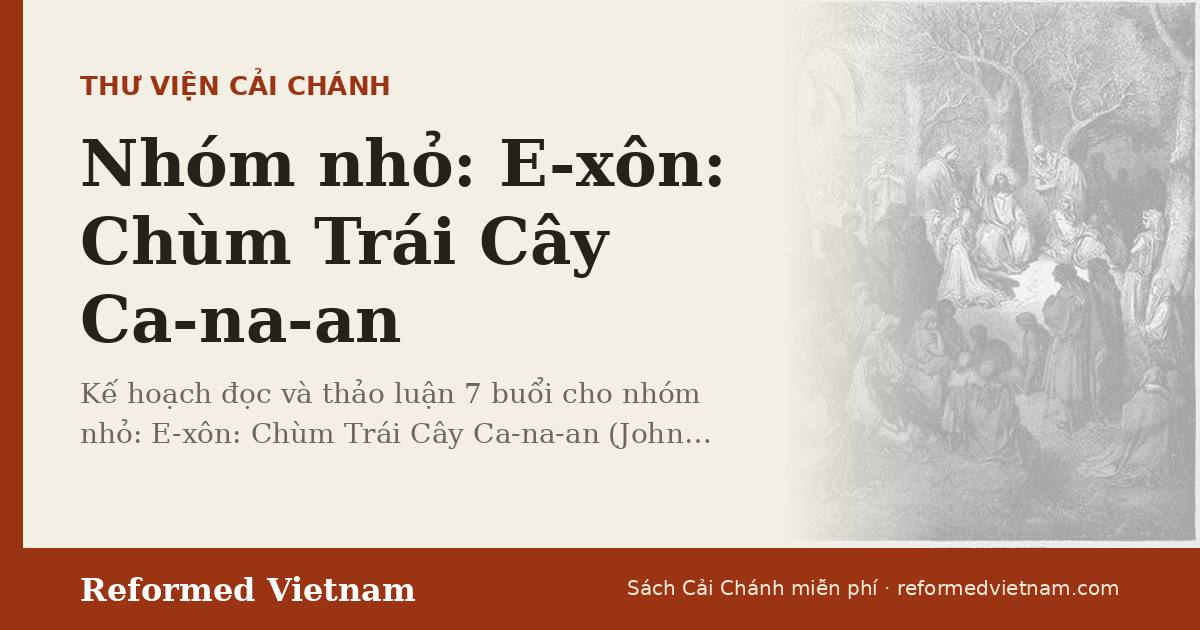 THƯ VIỆN CẢI CHÁNH
Nhóm nhỏ: E-xôn:
Chùm Trái Cây
Ca-na-an
Kế hoạch đọc và thảo luận 7 buổi cho nhóm
nhỏ: E-xôn: Chùm Trái Cây Ca-na-an (John…
Reformed Vietnam
Sách Cải Chánh miễn phí · reformedvietnam.com